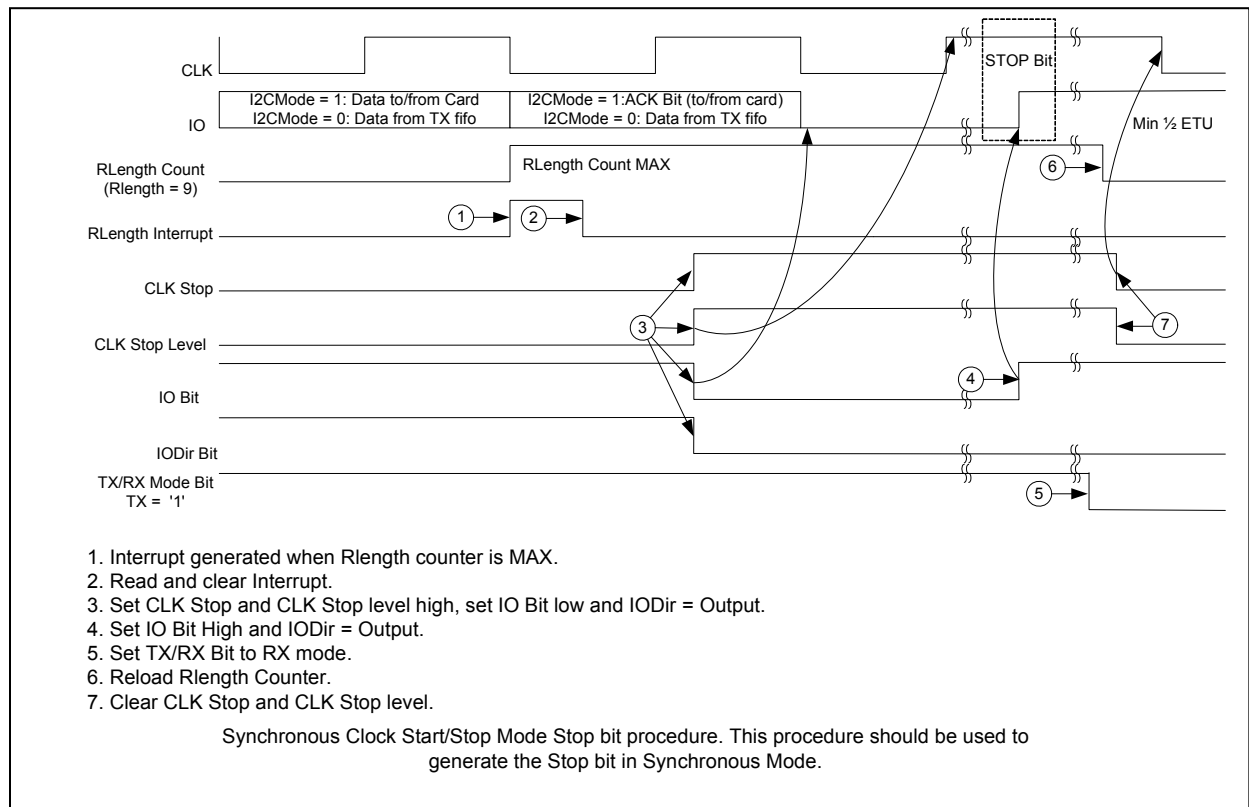 CLK
STOP Bit
I2CMode = 1: Data to/from Card
I2CMode = 0: Data from TX fifo
I2CMode = 1:ACK Bit (to/from card)
I2CMode = 0: Data from TX fifo
IO
Min ½ ETU
RLength Count
(Rlength = 9)
RLength Count MAX
6
1
2
RLength Interrupt
CLK Stop
3
7
CLK Stop Level
4
IO Bit
IODir Bit
TX/RX Mode Bit
TX = '1'
5
1. Interrupt generated when Rlength counter is MAX.
2. Read and clear Interrupt.
3. Set CLK Stop and CLK Stop level high, set IO Bit low and IODir = Output.
4. Set IO Bit High and IODir = Output.
5. Set TX/RX Bit to RX mode.
6. Reload Rlength Counter.
7. Clear CLK Stop and CLK Stop level.
Synchronous Clock Start/Stop Mode Stop bit procedure. This procedure should be used to
generate the Stop bit in Synchronous Mode.